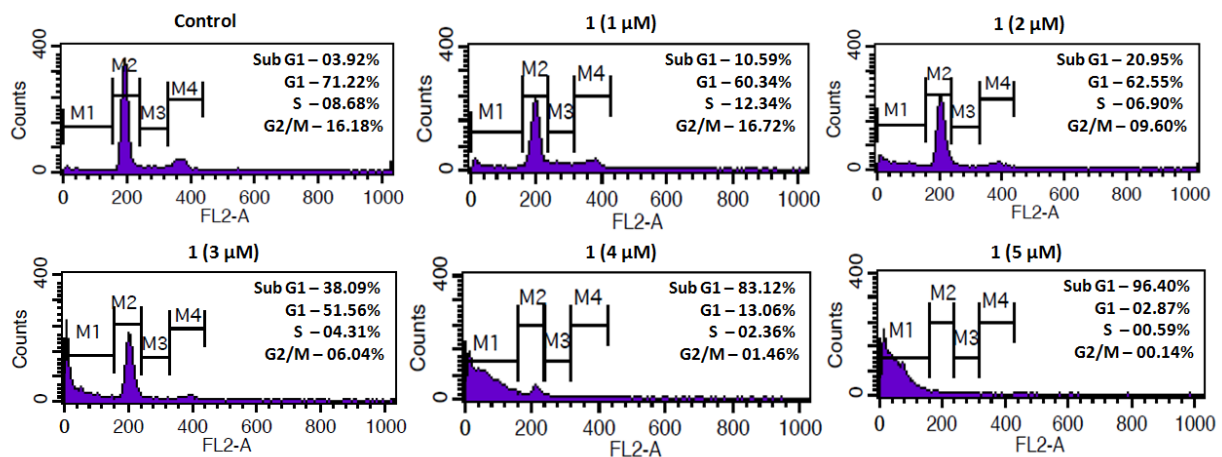 Control
400
Counts
0
M1
M2
M3
M4
Sub G1 – 03.92%
G1 – 71.22%
S – 08.68%
G2/M – 16.18%
0 200 400 600 800 1000
FL2-A
1 (1 µM)
400
Counts
0
M1
M2
M3
M4
Sub G1 – 10.59%
G1 – 60.34%
S – 12.34%
G2/M – 16.72%
0 200 400 600 800 1000
FL2-A
1 (2 µM)
400
Counts
0
M1
M2
M3
M4
Sub G1 – 20.95%
G1 – 62.55%
S – 06.90%
G2/M – 09.60%
0 200 400 600 800 1000
FL2-A
1 (3 µM)
400
Counts
0
M1
M2
M3
M4
Sub G1 – 38.09%
G1 – 51.56%
S – 04.31%
G2/M – 06.04%
0 200 400 600 800 1000
FL2-A
1 (4 µM)
400
Counts
0
M1
M2
M3
M4
Sub G1 – 83.12%
G1 – 13.06%
S – 02.36%
G2/M – 01.46%
0 200 400 600 800 1000
FL2-A
1 (5 µM)
400
Counts
0
M1
M2
M3
M4
Sub G1 – 96.40%
G1 – 02.87%
S – 00.59%
G2/M – 00.14%
0 200 400 600 800 1000
FL2-A